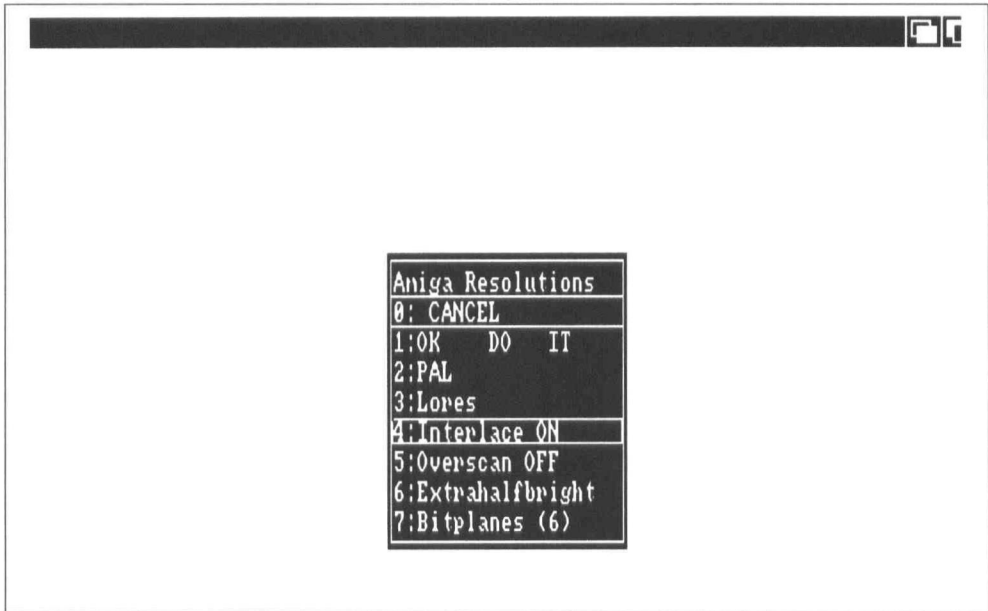 Amiga Resolutions
0: CANCEL
1:OK DO IT
2:PAL
3:Lores
4:Interlace ON
5:Overscan OFF
6:Extrahalfbright
7:Bitplanes (6)